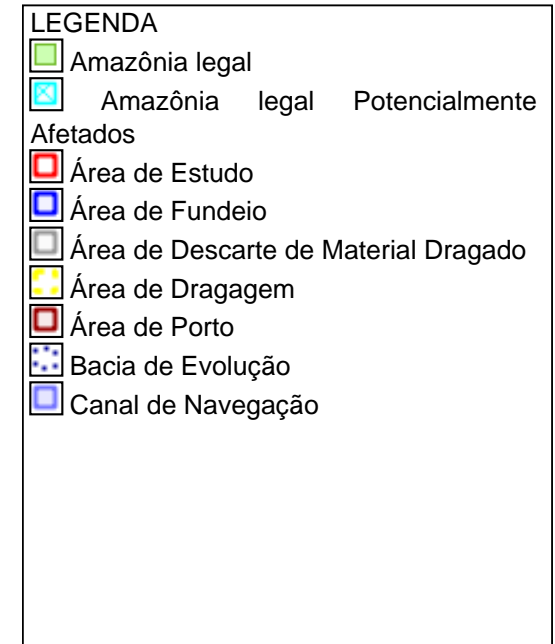 LEGENDA
Amazônia legal
Amazônia legal Potencialmente
Afetados
Área de Estudo
Área de Fundeio
Área de Descarte de Material Dragado
Área de Dragagem
Área de Porto
Bacia de Evolução
Canal de Navegação